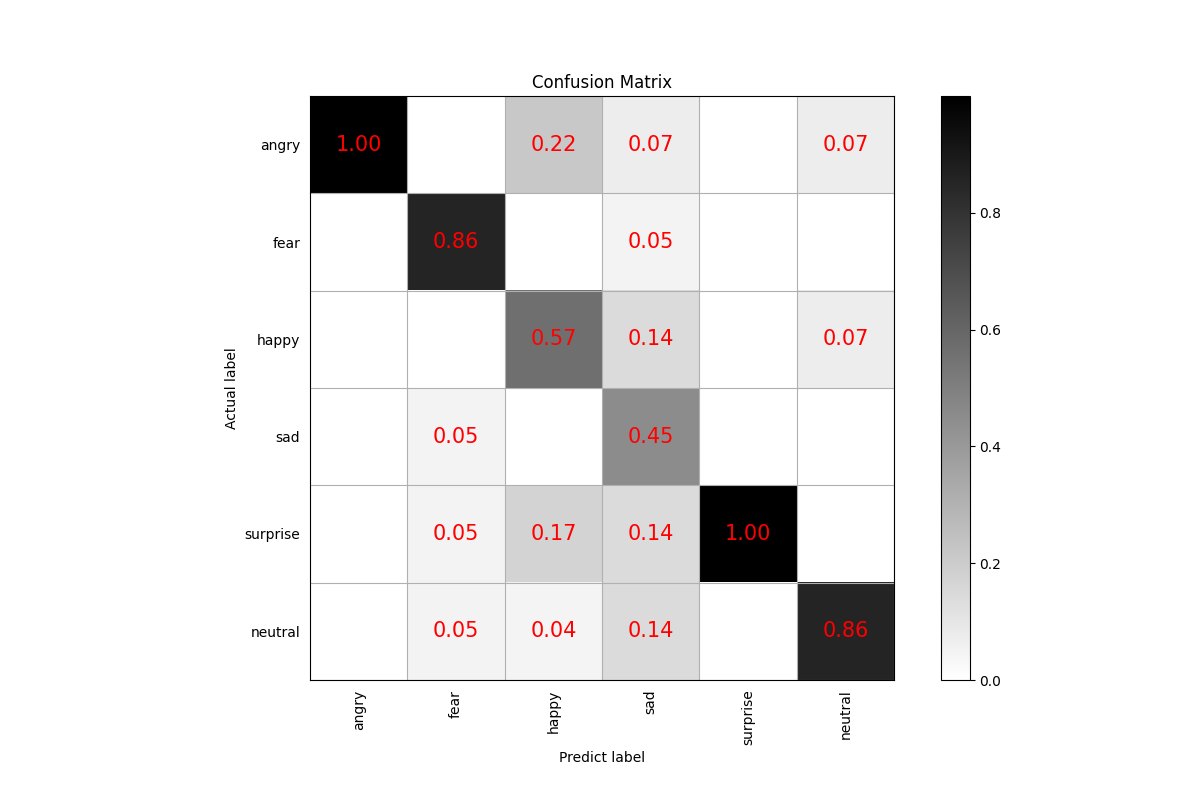 Confusion Matrix
angry 1.00 0.22 0.07 0.07
fear 0.86 0.05
happy 0.57 0.14 0.07
sad 0.05 0.45
surprise 0.05 0.17 0.14 1.00
neutral 0.05 0.04 0.14 0.86
Actual label
angry fear happy sad surprise neutral
Predict label
0.8
0.6
0.4
0.2
0.0